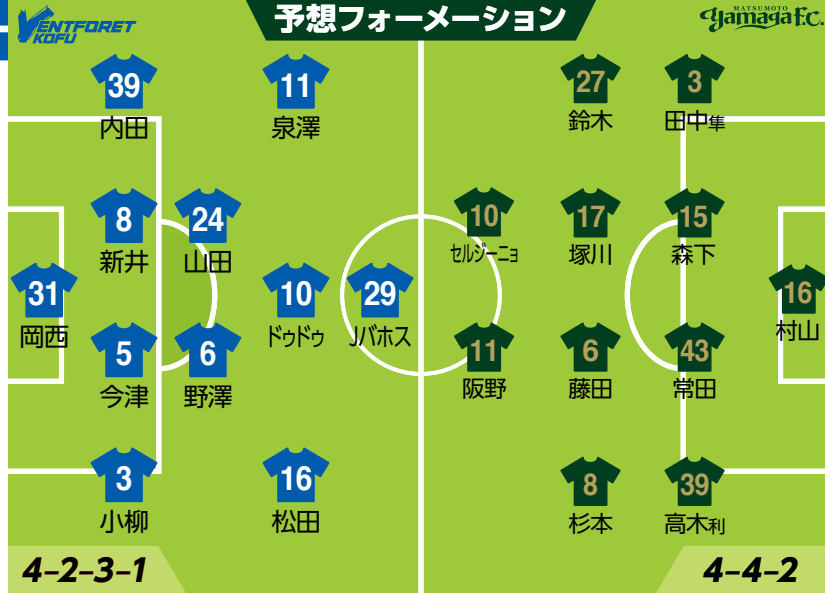 VENTFORET
KOFU
予想フォーメーション
MATSUMOTO
yamaga F.C.
39
内田
11
泉澤
27
鈴木
3
田中隼
8
新井
24
山田
10
セルジーニョ
17
塚川
15
森下
31
岡西
10
ドゥドゥ
29
Jバホス
16
村山
5
今津
6
野澤
11
阪野
6
藤田
43
常田
3
小柳
16
松田
8
杉本
39
高木利
4-2-3-1
4-4-2